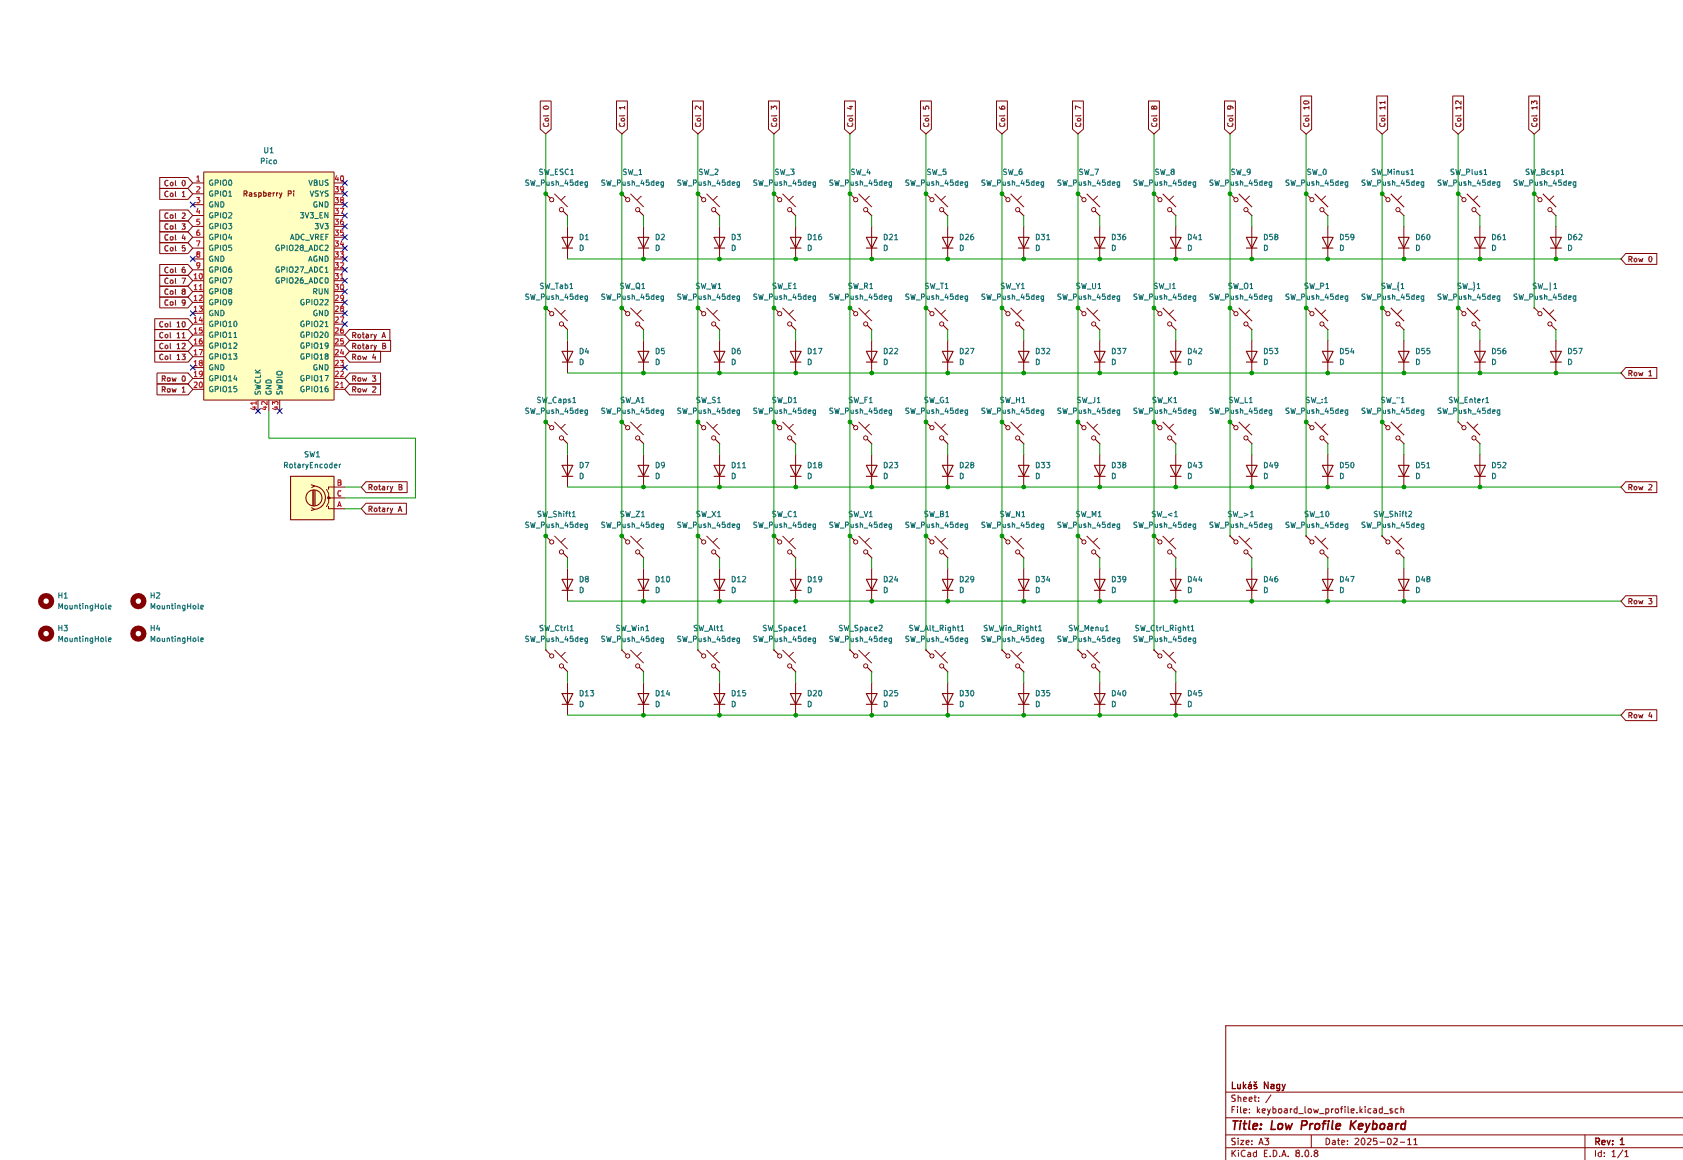 Col 0
Col 1
Col 2
Col 3
Col 4
Col 5
Col 6
Col 7
Col 8
Col 9
Col 10
Col 11
Col 12
Col 13
U1
Pico
Raspberry Pi
Col 0 1 GPIO0 VBUS 40
Col 1 2 GPIO1 VSYS 39
3 GND GND 38
Col 2 4 GPIO2 3V3_EN 37
Col 3 5 GPIO3 3V3 36
Col 4 6 GPIO4 ADC_VREF 35
Col 5 7 GPIO5 GPIO28_ADC2 34
8 GND AGND 33
Col 6 9 GPIO6 GPIO27_ADC1 32
Col 7 10 GPIO7 GPIO26_ADC0 31
Col 8 11 GPIO8 RUN 30
Col 9 12 GPIO9 GPIO22 29
13 GND GND 28
Col 10 14 GPIO10 GPIO21 27
Col 11 15 GPIO11 GPIO20 26 Rotary A
Col 12 16 GPIO12 GPIO19 25 Rotary B
Col 13 17 GPIO13 GPIO18 24 Row 4
18 GND GND 23
Row 0 19 GPIO14 GPIO17 22 Row 3
Row 1 20 GPIO15 GPIO16 21 Row 2
SWCLK GND SWDIO
41 42 43
SW1
RotaryEncoder
B Rotary B
C
A Rotary A
H1
MountingHole
H2
MountingHole
H3
MountingHole
H4
MountingHole
SW_ESC1 SW_1 SW_2 SW_3 SW_4 SW_5 SW_6 SW_7 SW_8 SW_9 SW_0 SW_Minus1 SW_Plus1 SW_Bcsp1
SW_Push_45deg SW_Push_45deg SW_Push_45deg SW_Push_45deg SW_Push_45deg SW_Push_45deg SW_Push_45deg SW_Push_45deg SW_Push_45deg SW_Push_45deg SW_Push_45deg SW_Push_45deg SW_Push_45deg SW_Push_45deg
D1 D2 D3 D16 D21 D26 D31 D36 D41 D58 D59 D60 D61 D62
D D D D D D D D D D D D D D
Row 0
SW_Tab1 SW_Q1 SW_W1 SW_E1 SW_R1 SW_T1 SW_Y1 SW_U1 SW_I1 SW_O1 SW_P1 SW_{1 SW_}1 SW_|1
SW_Push_45deg SW_Push_45deg SW_Push_45deg SW_Push_45deg SW_Push_45deg SW_Push_45deg SW_Push_45deg SW_Push_45deg SW_Push_45deg SW_Push_45deg SW_Push_45deg SW_Push_45deg SW_Push_45deg SW_Push_45deg
D4 D5 D6 D17 D22 D27 D32 D37 D42 D53 D54 D55 D56 D57
D D D D D D D D D D D D D D
Row 1
SW_Caps1 SW_A1 SW_S1 SW_D1 SW_F1 SW_G1 SW_H1 SW_J1 SW_K1 SW_L1 SW_:1 SW_"1 SW_Enter1
SW_Push_45deg SW_Push_45deg SW_Push_45deg SW_Push_45deg SW_Push_45deg SW_Push_45deg SW_Push_45deg SW_Push_45deg SW_Push_45deg SW_Push_45deg SW_Push_45deg SW_Push_45deg SW_Push_45deg
D7 D9 D11 D18 D23 D28 D33 D38 D43 D49 D50 D51 D52
D D D D D D D D D D D D D
Row 2
SW_Shift1 SW_Z1 SW_X1 SW_C1 SW_V1 SW_B1 SW_N1 SW_M1 SW_<1 SW_>1 SW_10 SW_Shift2
SW_Push_45deg SW_Push_45deg SW_Push_45deg SW_Push_45deg SW_Push_45deg SW_Push_45deg SW_Push_45deg SW_Push_45deg SW_Push_45deg SW_Push_45deg SW_Push_45deg SW_Push_45deg
D8 D10 D12 D19 D24 D29 D34 D39 D44 D46 D47 D48
D D D D D D D D D D D D
Row 3
SW_Ctrl1 SW_Win1 SW_Alt1 SW_Space1 SW_Space2 SW_Alt_Right1 SW_Win_Right1 SW_Menu1 SW_Ctrl_Right1
SW_Push_45deg SW_Push_45deg SW_Push_45deg SW_Push_45deg SW_Push_45deg SW_Push_45deg SW_Push_45deg SW_Push_45deg SW_Push_45deg
D13 D14 D15 D20 D25 D30 D35 D40 D45
D D D D D D D D D
Row 4
Lukáš Nagy
Sheet: /
File: keyboard_low_profile.kicad_sch
Title: Low Profile Keyboard
Size: A3 Date: 2025-02-11 Rev: 1
KiCad E.D.A. 8.0.8 Id: 1/1